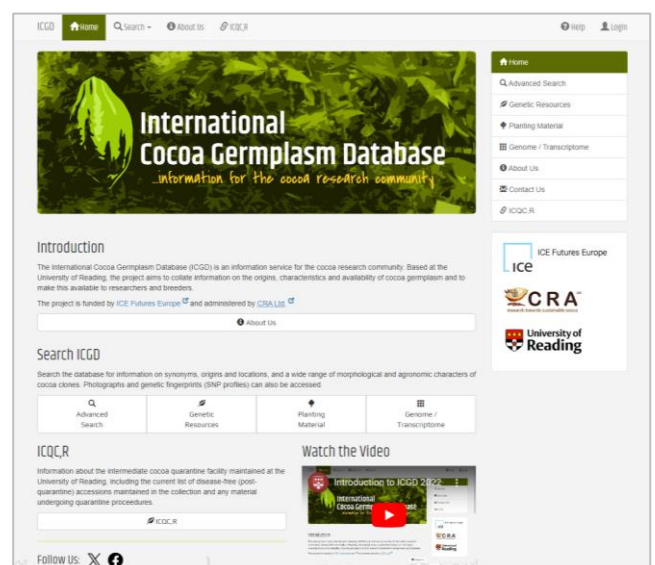 ICGD Home Search About Us ICQC,R Help Login
International
Cocoa Germplasm Database
...information for the cocoa research community
Home
Advanced Search
Genetic Resources
Planting Material
Genome / Transcriptome
About Us
Contact Us
ICQC,R
ice
ICE Futures Europe
CRA
research towards sustainable cocoa
University of
Reading
Introduction
The International Cocoa Germplasm Database (ICGD) is an information service for the cocoa research community. Based at the
University of Reading, the project aims to collate information on the origins, characteristics and availability of cocoa germplasm and to
make this available to researchers and breeders.
The project is funded by ICE Futures Europe and administered by CRA Ltd.
About Us
Search ICGD
Search the database for information on synonyms, origins and locations, and a wide range of morphological and agronomic characters of
cocoa clones. Photographs and genetic fingerprints (SNP profiles) can also be accessed.
Advanced
Search
Genetic
Resources
Planting
Material
Genome /
Transcriptome
ICQC,R
Information about the intermediate cocoa quarantine facility maintained at the
University of Reading, including the current list of disease-free (post-
quarantine) accessions maintained in the collection and any material
undergoing quarantine proceedures.
ICQC,R
Watch the Video
Introduction to ICGD 2022
International
Follow Us: